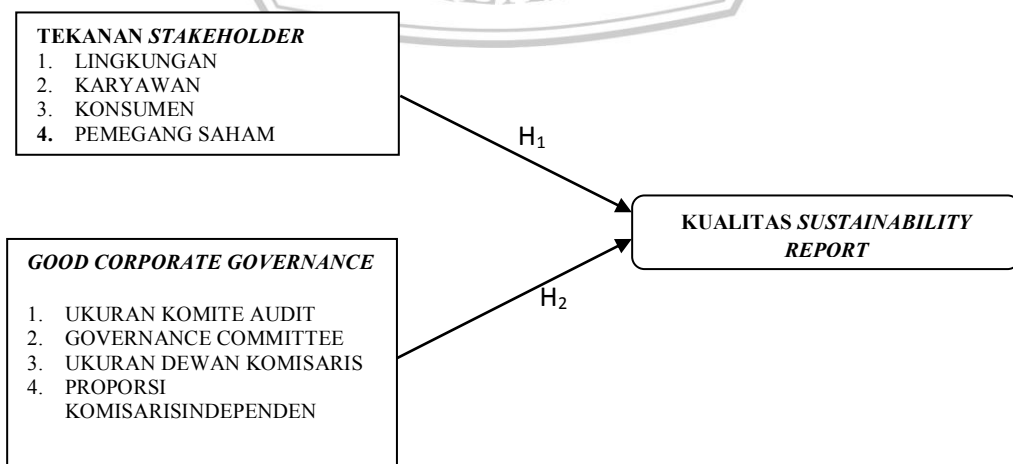 TEKANAN STAKEHOLDER
1. LINGKUNGAN
2. KARYAWAN
3. KONSUMEN
4. PEMEGANG SAHAM
H1
KUALITAS SUSTAINABILITY
REPORT
GOOD CORPORATE GOVERNANCE
1. UKURAN KOMITE AUDIT
2. GOVERNANCE COMMITTEE
3. UKURAN DEWAN KOMISARIS
4. PROPORSI
KOMISARISINDEPENDEN
H2